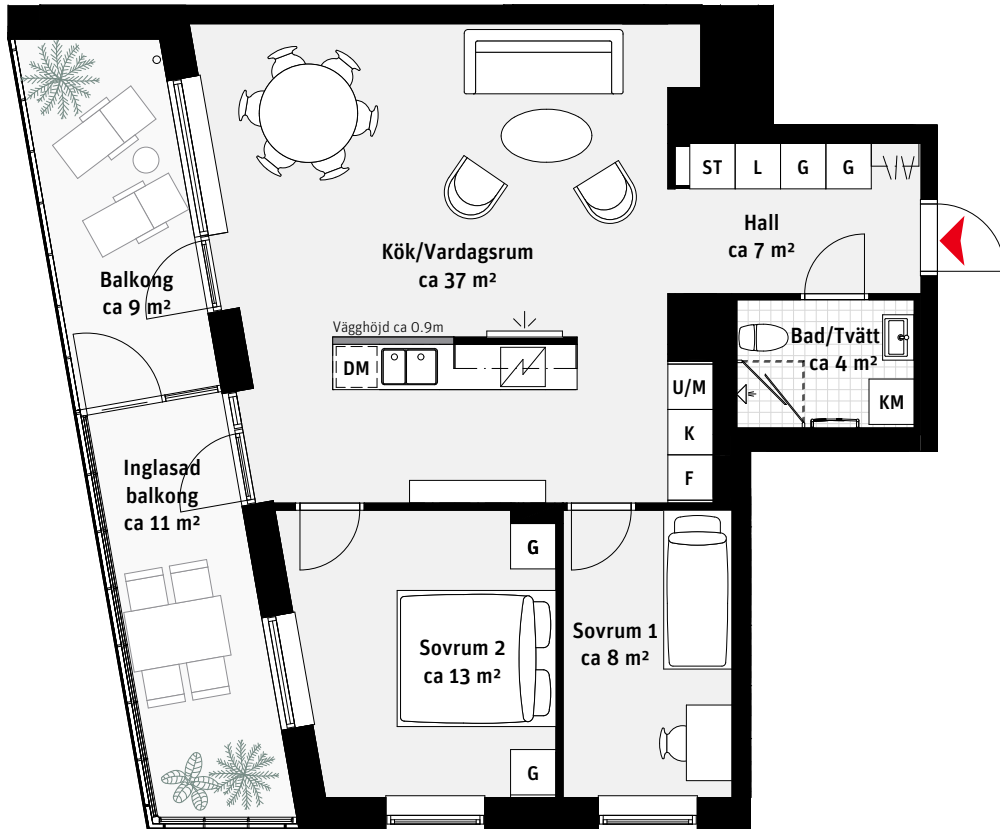 ST
L
G
G
Hall
ca 7 m²
Kök/Vardagsrum
ca 37 m²
Balkong
ca 9 m²
Vägghöjd ca 0.9m
DM
Bad/Tvätt
ca 4 m²
KM
U/M
K
F
Inglasad
balkong
ca 11 m²
G
Sovrum 2
ca 13 m²
Sovrum 1
ca 8 m²
G